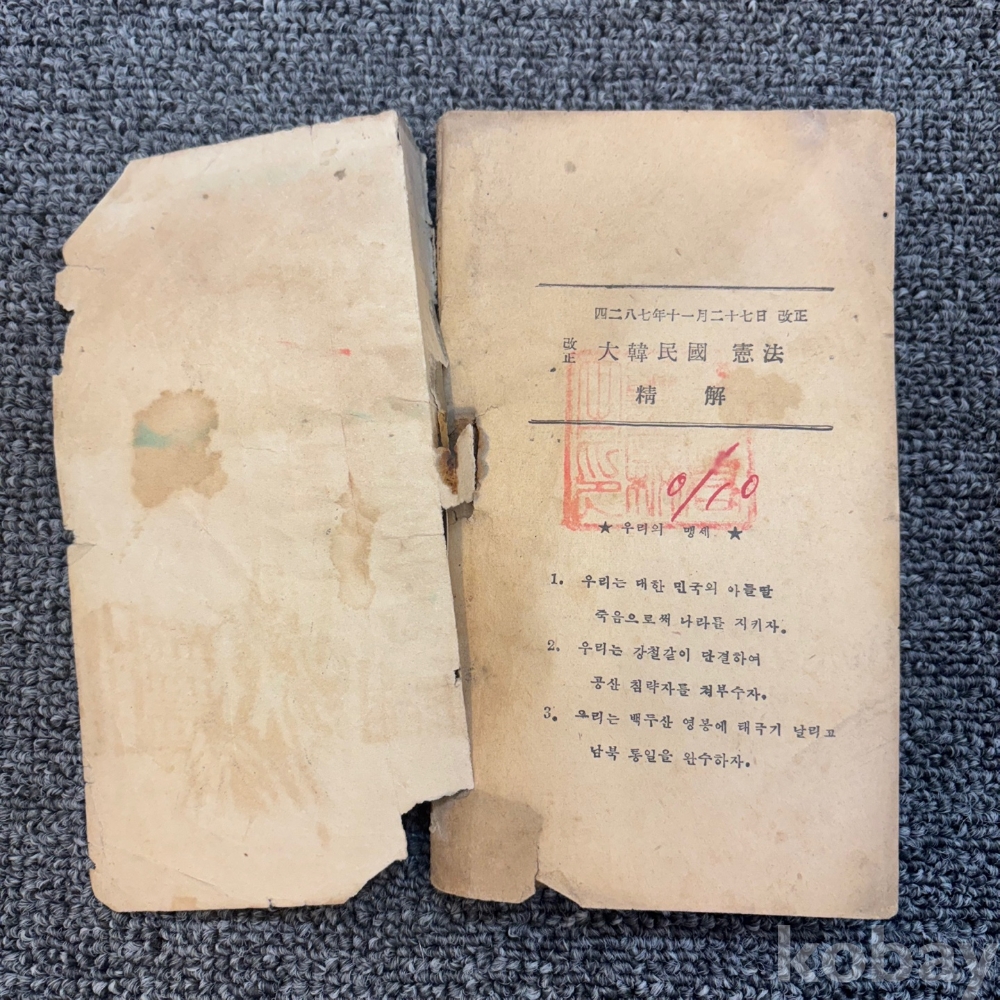 四二八七年十一月二十七日 改正
改正 大韓民國 憲法
精 解
0/10
★ 우리의 맹세 ★
1. 우리는 대한 민국의 아들딸
죽음으로써 나라를 지키자.
2. 우리는 강철같이 단결하여
공산 침략자를 쳐부수자.
3. 우리는 백두산 영봉에 태극기 날리고
남북 통일을 완수하자.
kobay